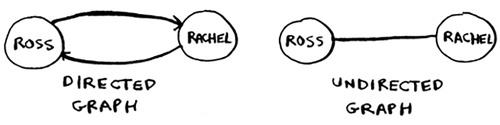 ROSS RACHEL
DIRECTED
GRAPH
ROSS RACHEL
UNDIRECTED
GRAPH